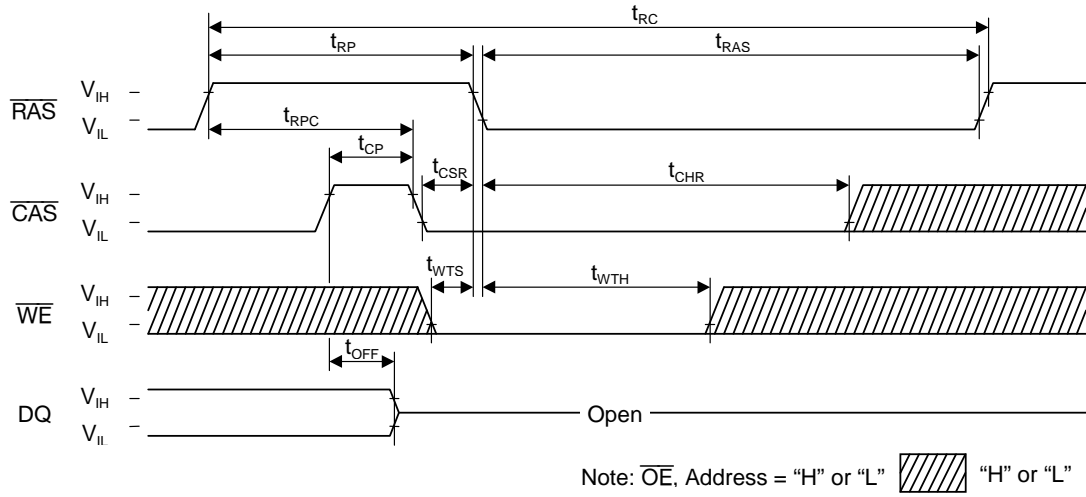 tRC
tRP tRAS
RAS VIH
VIL
tRPC
tCP
tCSR tCHR
CAS VIH
VIL
tWTS tWTH
WE VIH
VIL
tOFF
DQ VIH
VIL
Open
Note: OE, Address = “H” or “L” “H” or “L”